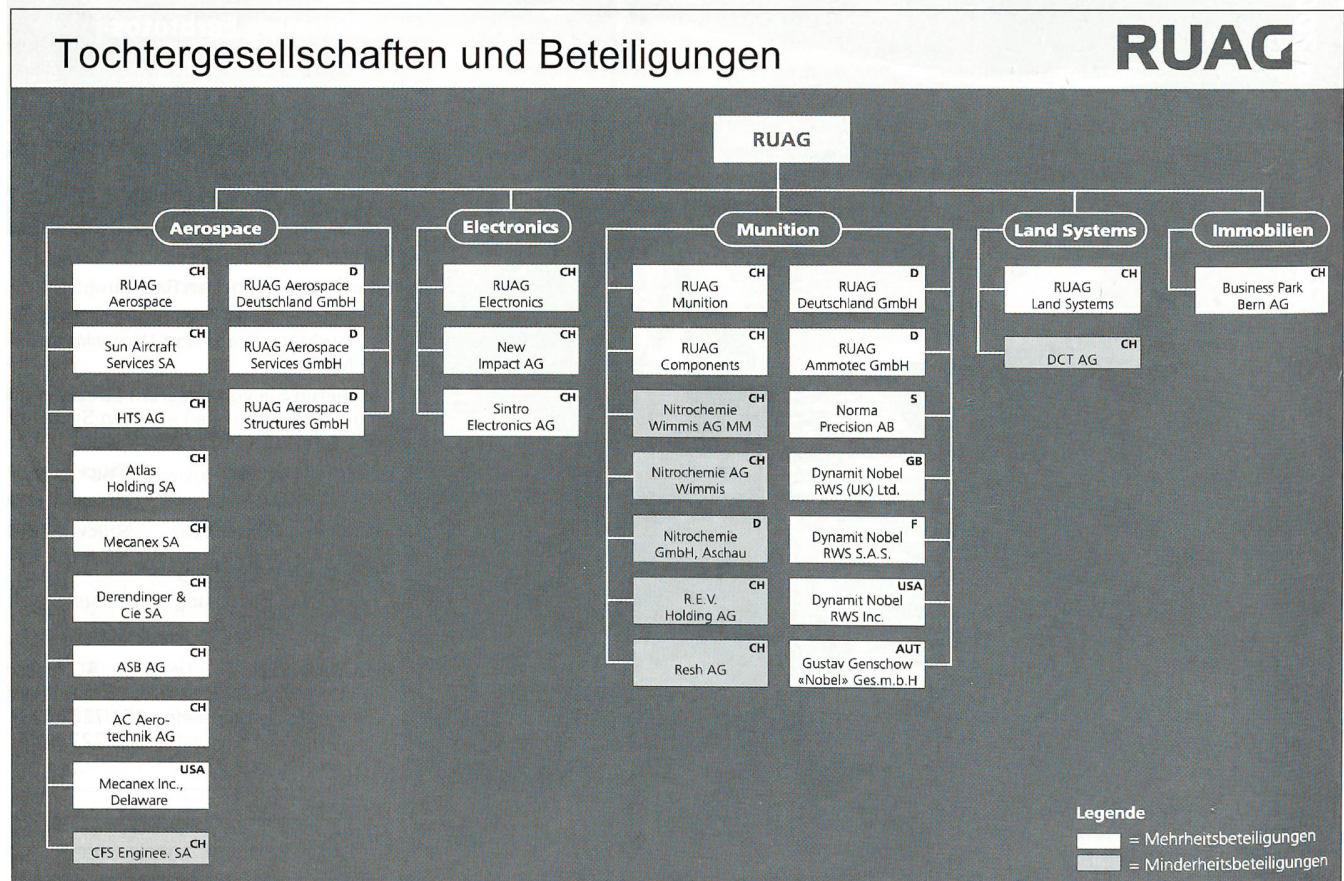 Tochtergesellschaften und Beteiligungen
RUAG
RUAG
Aerospace
Electronics
Munition
Land Systems
Immobilien
CH
RUAG
Aerospace
CH
Sun Aircraft
Services SA
CH
HTS AG
CH
Atlas
Holding SA
CH
Mecanex SA
CH
Derendinger &
Cie SA
CH
ASB AG
CH
AC Aero-
technik AG
USA
Mecanex Inc.,
Delaware
CH
CFS Enginee. SA
D
RUAG Aerospace
Deutschland GmbH
D
RUAG Aerospace
Services GmbH
D
RUAG Aerospace
Structures GmbH
CH
RUAG
Electronics
CH
New
Impact AG
CH
Sintro
Electronics AG
CH
RUAG
Munition
CH
RUAG
Components
CH
Nitrochemie
Wimmis AG MM
CH
Nitrochemie AG
Wimmis
D
Nitrochemie
GmbH, Aschau
CH
R.E.V.
Holding AG
CH
Resh AG
D
RUAG
Deutschland GmbH
D
RUAG
Ammotec GmbH
S
Norma
Precision AB
GB
Dynamit Nobel
RWS (UK) Ltd.
F
Dynamit Nobel
RWS S.A.S.
USA
Dynamit Nobel
RWS Inc.
AUT
Gustav Genschow
«Nobel» Ges.m.b.H
CH
RUAG
Land Systems
CH
DCT AG
CH
Business Park
Bern AG
Legende
= Mehrheitsbeteiligungen
= Minderheitsbeteiligungen